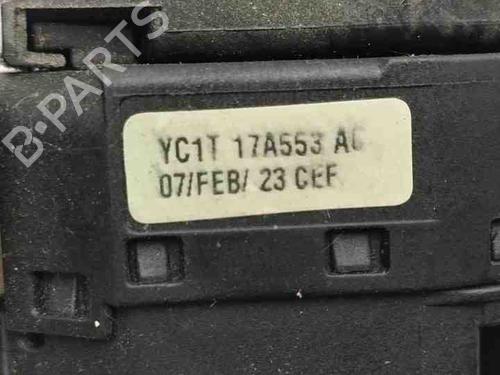 B-PARTS
YC1T 17A553 AC
07/FEB/ 23 CEF